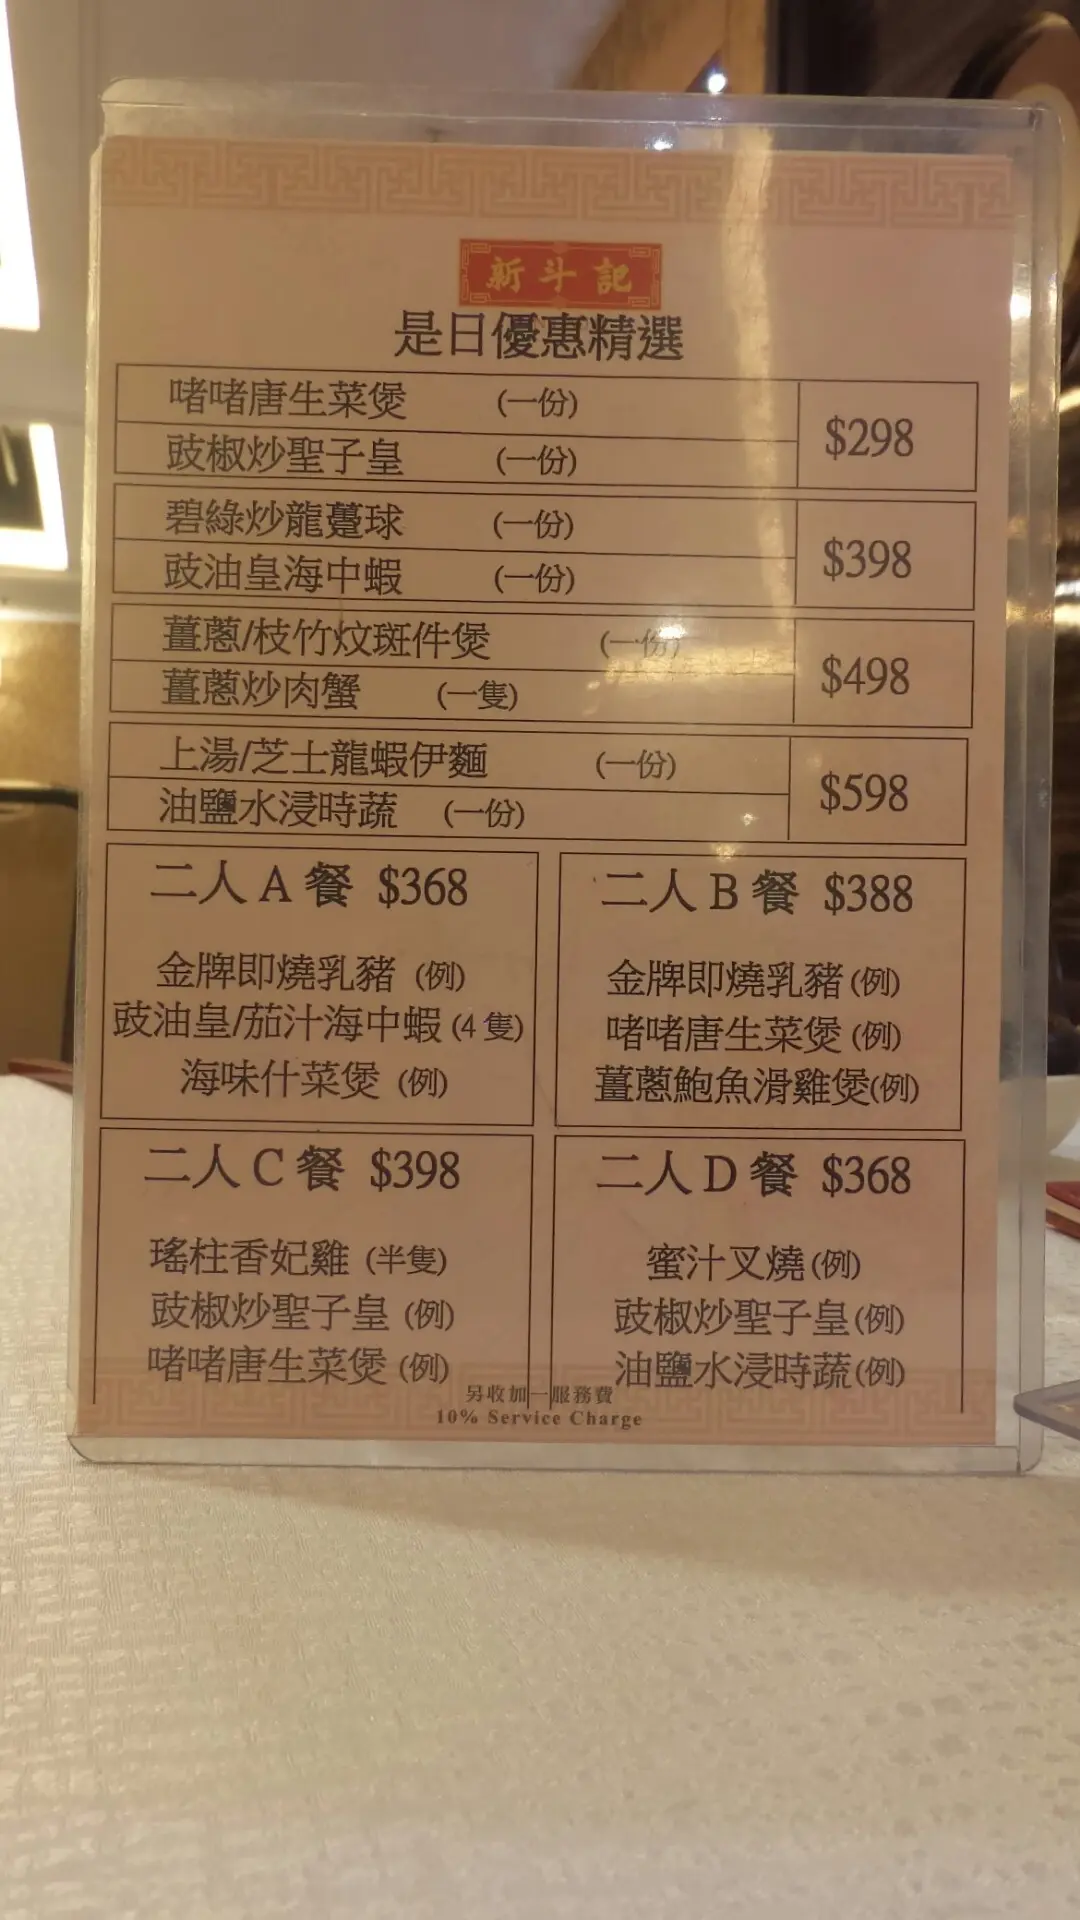 新斗記
是日優惠精選
啫啫唐生菜煲 (一份)
$298
豉椒炒聖子皇 (一份)
碧綠炒龍躉球 (一份)
$398
豉油皇海中蝦 (一份)
薑蔥/枝竹炆斑件煲 (一份)
$498
薑蔥炒肉蟹 (一隻)
上湯/芝士龍蝦伊麵 (一份)
$598
油鹽水浸時蔬 (一份)
二人 A 餐 $368
金牌即燒乳豬 (例)
豉油皇/茄汁海中蝦 (4 隻)
海味什菜煲 (例)
二人 B 餐 $388
金牌即燒乳豬 (例)
啫啫唐生菜煲 (例)
薑蔥鮑魚滑雞煲(例)
二人 C 餐 $398
瑤柱香妃雞 (半隻)
豉椒炒聖子皇 (例)
啫啫唐生菜煲 (例)
二人 D 餐 $368
蜜汁叉燒(例)
豉椒炒聖子皇(例)
油鹽水浸時蔬(例)
另收加一服務費
10% Service Charge